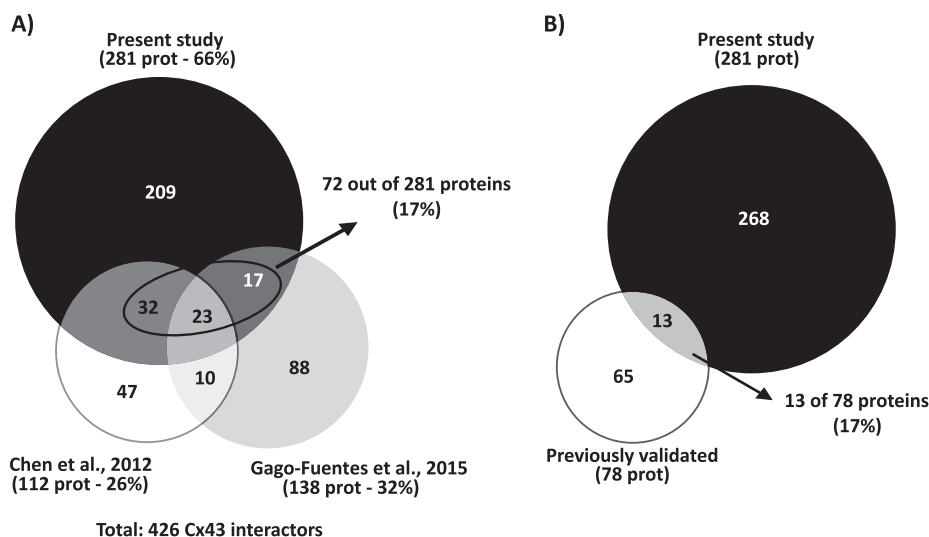 A)
Present study
(281 prot - 66%)
209
72 out of 281 proteins
(17%)
17
32
23
88
47
10
Chen et al., 2012
(112 prot - 26%)
Gago-Fuentes et al., 2015
(138 prot - 32%)
Total: 426 Cx43 interactors
B)
Present study
(281 prot)
268
13
65
13 of 78 proteins
(17%)
Previously validated
(78 prot)